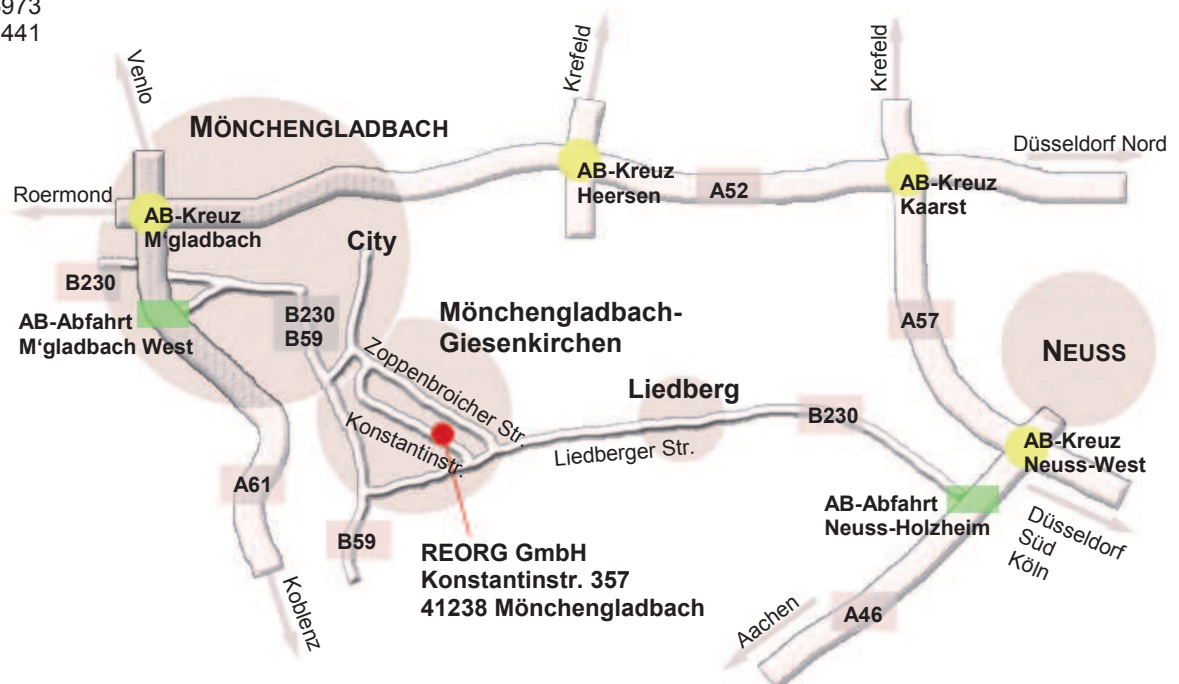 441
Venlo
Krefeld
Krefeld
MÖNCHENGLADBACH
Düsseldorf Nord
Roermond
AB-Kreuz
M'gladbach
AB-Kreuz
Heersen
A52
AB-Kreuz
Kaarst
City
B230
AB-Abfahrt
M'gladbach West
B230
B59
Mönchengladbach-
Giesenkirchen
A57
NEUSS
Zoppenbroicher Str.
Liedberg
Konstantinstr.
Liedberger Str.
B230
AB-Kreuz
Neuss-West
A61
AB-Abfahrt
Neuss-Holzheim
B59
Düsseldorf
Süd
Köln
REORG GmbH
Konstantinstr. 357
41238 Mönchengladbach
Koblenz
Aachen
A46